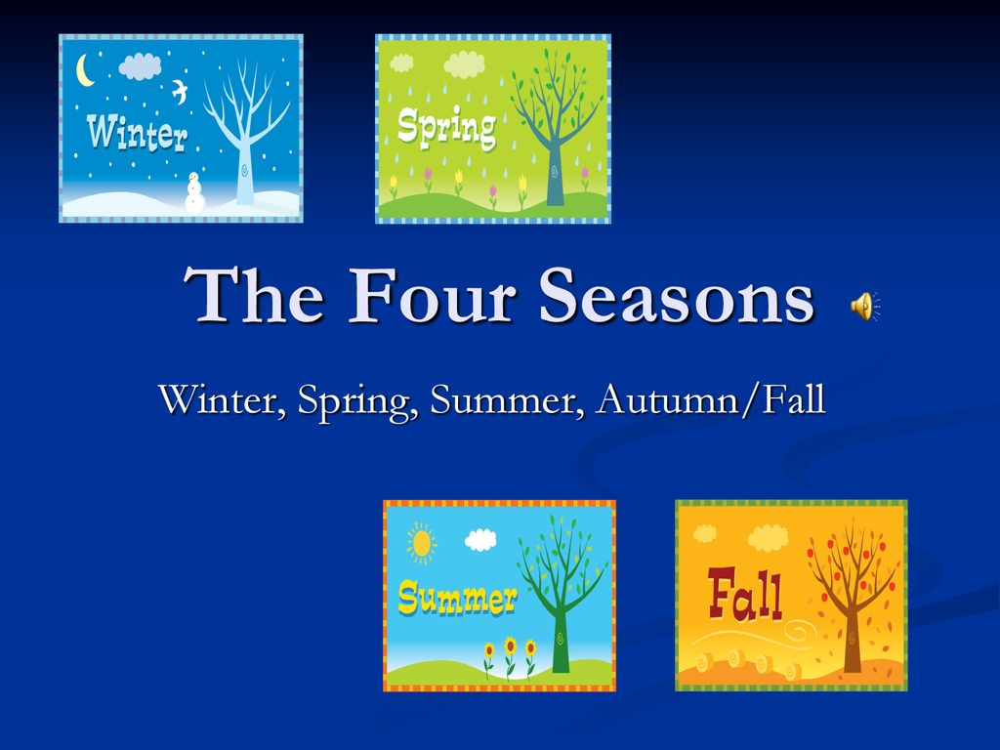 Winter
Spring
The Four Seasons
Winter, Spring, Summer, Autumn/Fall
Summer
Fall